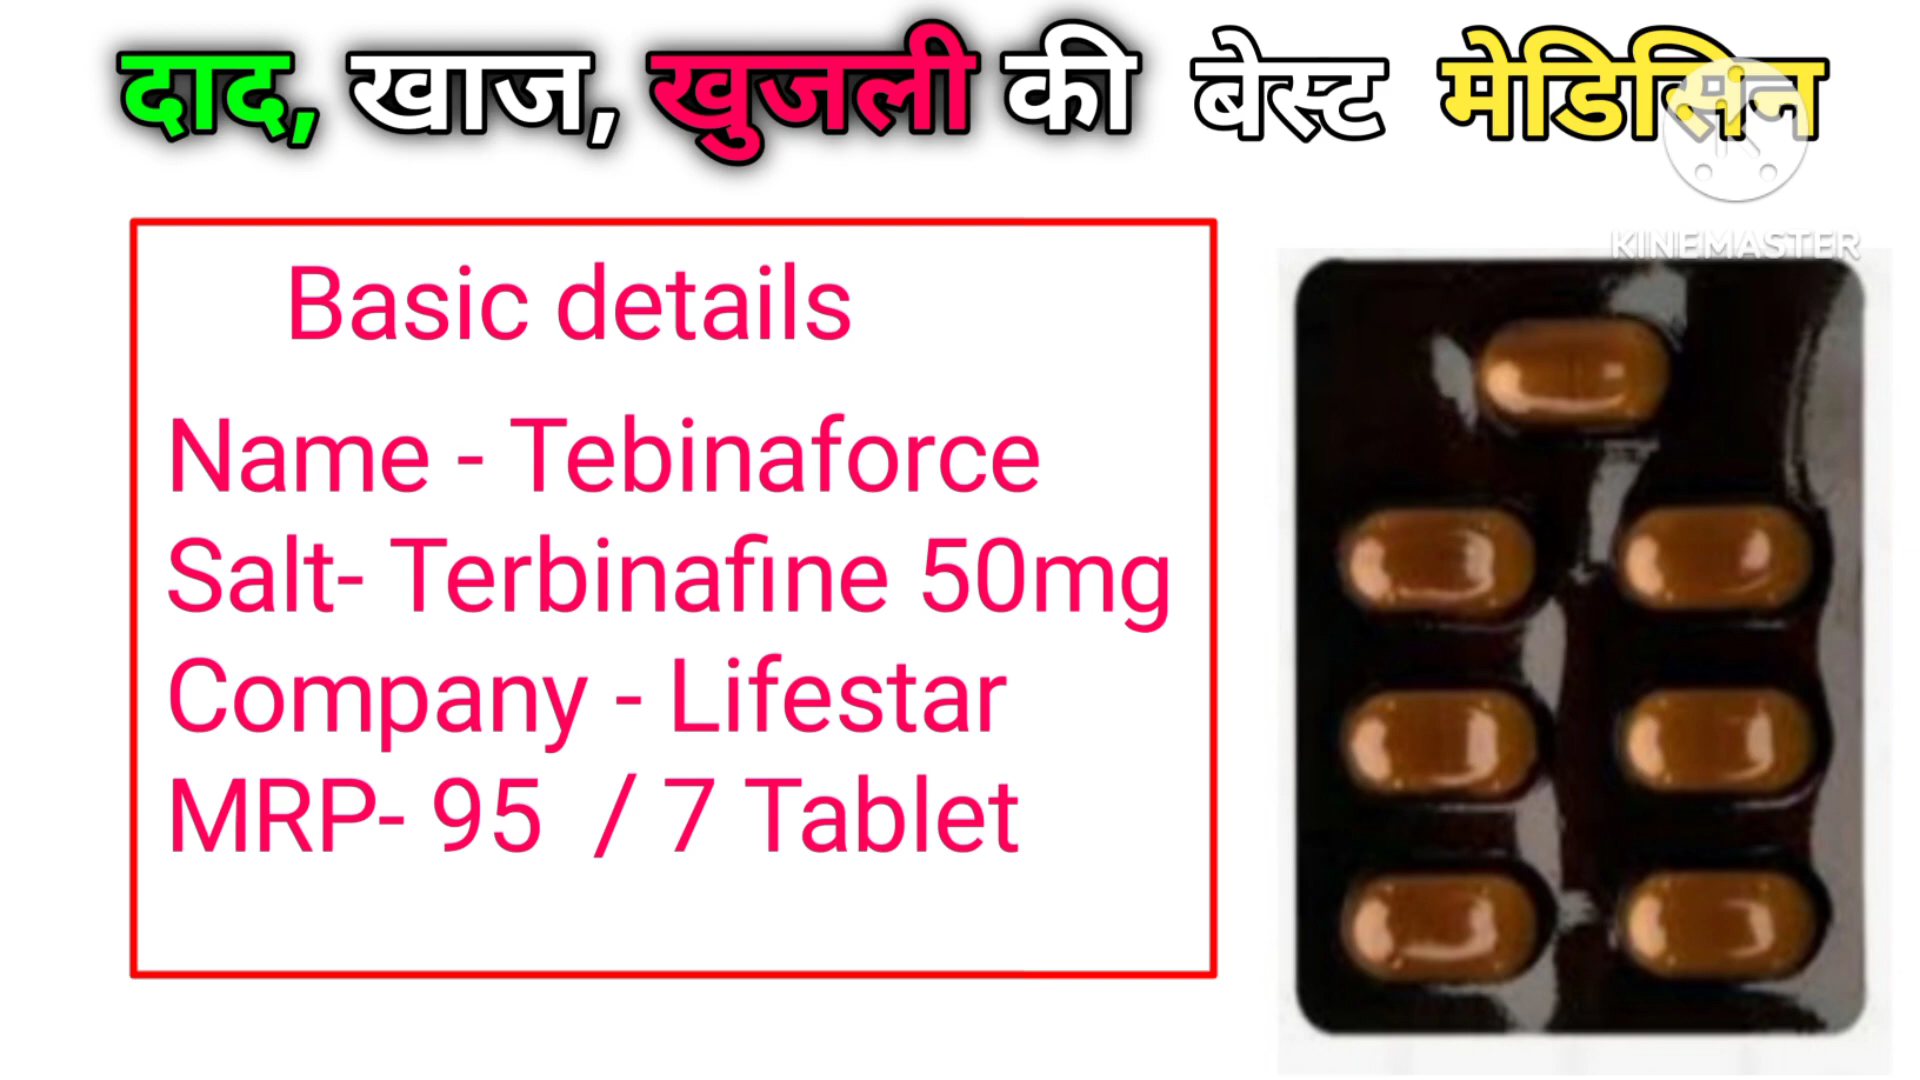 दाद, खाज, खुजली की बेस्ट मेडिसिन
KINEMASTER
Basic details
Name - Tebinaforce
Salt- Terbinafine 50mg
Company - Lifestar
MRP- 95 / 7 Tablet